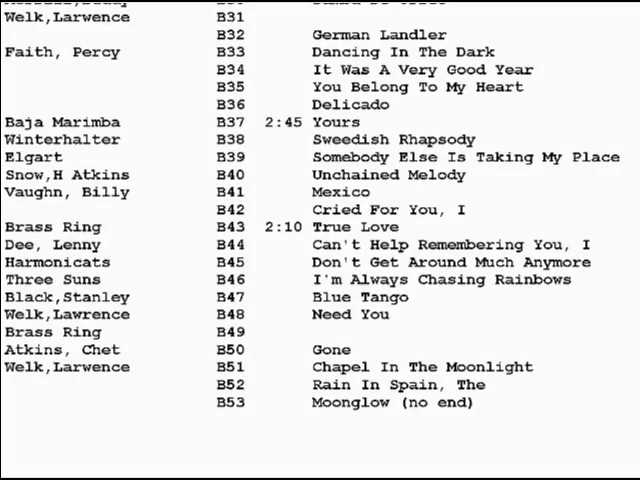 Welk,Larwence B31
B32 German Landler
Faith, Percy B33 Dancing In The Dark
B34 It Was A Very Good Year
B35 You Belong To My Heart
B36 Delicado
Baja Marimba B37 2:45 Yours
Winterhalter B38 Sweedish Rhapsody
Elgart B39 Somebody Else Is Taking My Place
Snow,H Atkins B40 Unchained Melody
Vaughn, Billy B41 Mexico
B42 Cried For You, I
Brass Ring B43 2:10 True Love
Dee, Lenny B44 Can't Help Remembering You, I
Harmonicats B45 Don't Get Around Much Anymore
Three Suns B46 I'm Always Chasing Rainbows
Black,Stanley B47 Blue Tango
Welk,Lawrence B48 Need You
Brass Ring B49
Atkins, Chet B50 Gone
Welk,Larwence B51 Chapel In The Moonlight
B52 Rain In Spain, The
B53 Moonglow (no end)